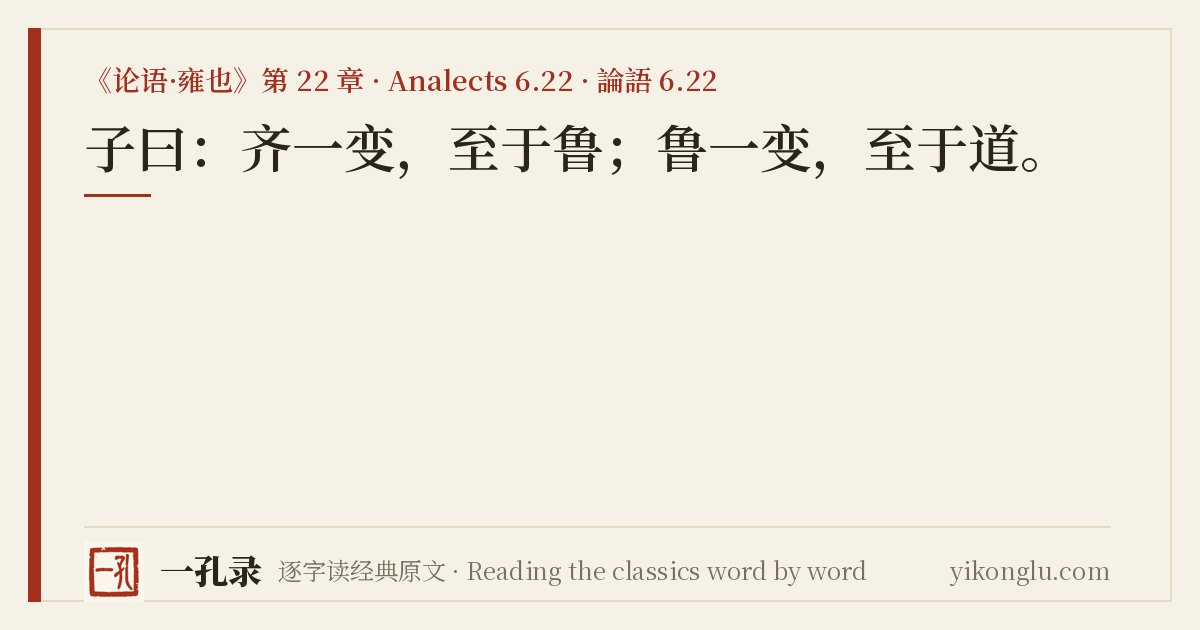 《论语·雍也》第 22 章 · Analects 6.22 · 論語 6.22
子曰：齐一变，至于鲁；鲁一变，至于道。
一孔
一孔录 逐字读经典原文 · Reading the classics word by word yikonglu.com